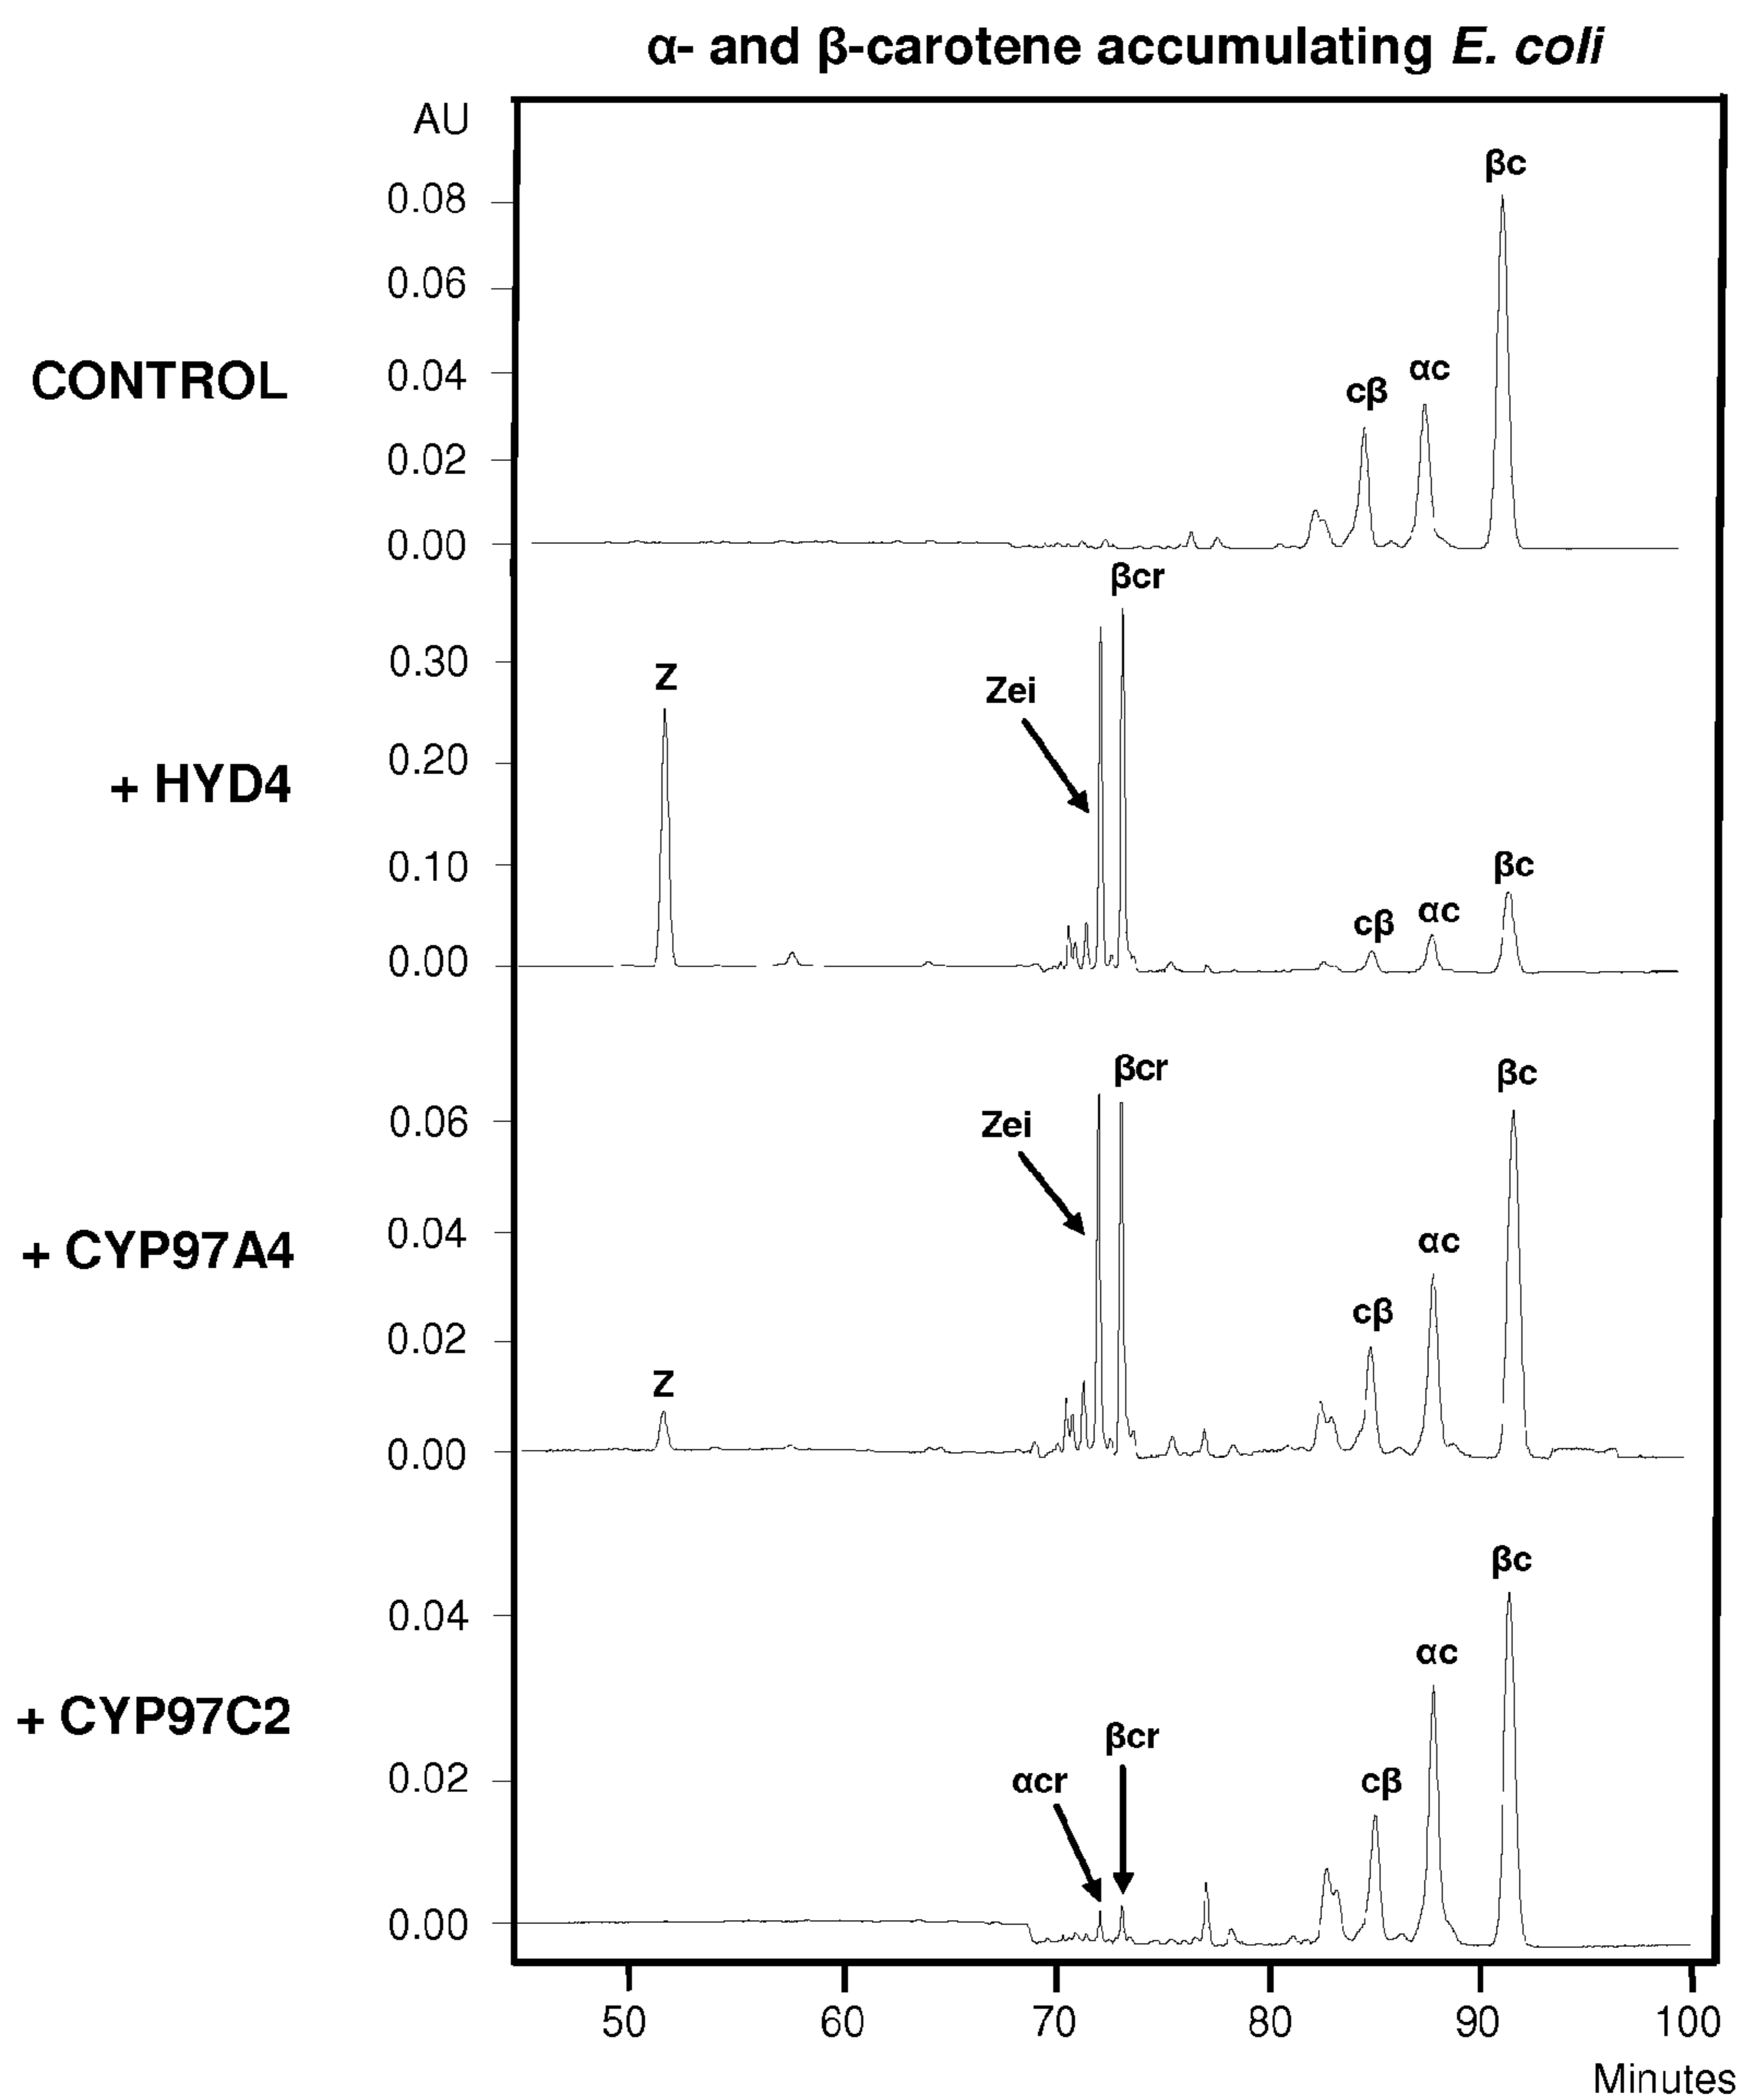 α- and β-carotene accumulating E. coli
AU
βc
0.08
0.06
CONTROL
0.04
cβ
αc
0.02
0.00
βcr
0.30
Z
Zei
0.20
+ HYD4
0.10
βc
cβ
αc
0.00
βcr
βc
0.06
Zei
0.04
αc
+ CYP97A4
cβ
0.02
Z
0.00
βc
0.04
αc
+ CYP97C2
βcr
0.02
αcr
cβ
0.00
50
60
70
80
90
100
Minutes